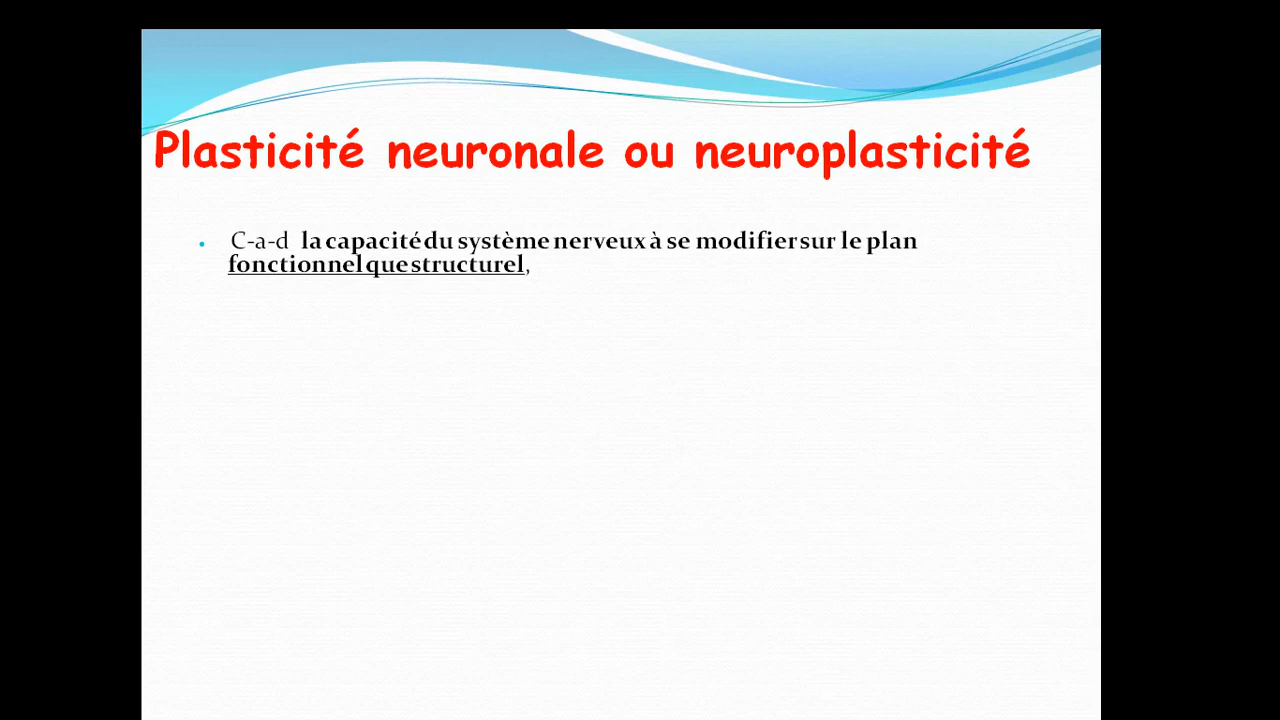 Plasticité neuronale ou neuroplasticité
• C-a-d la capacité du système nerveux à se modifier sur le plan
fonctionnel que structurel,